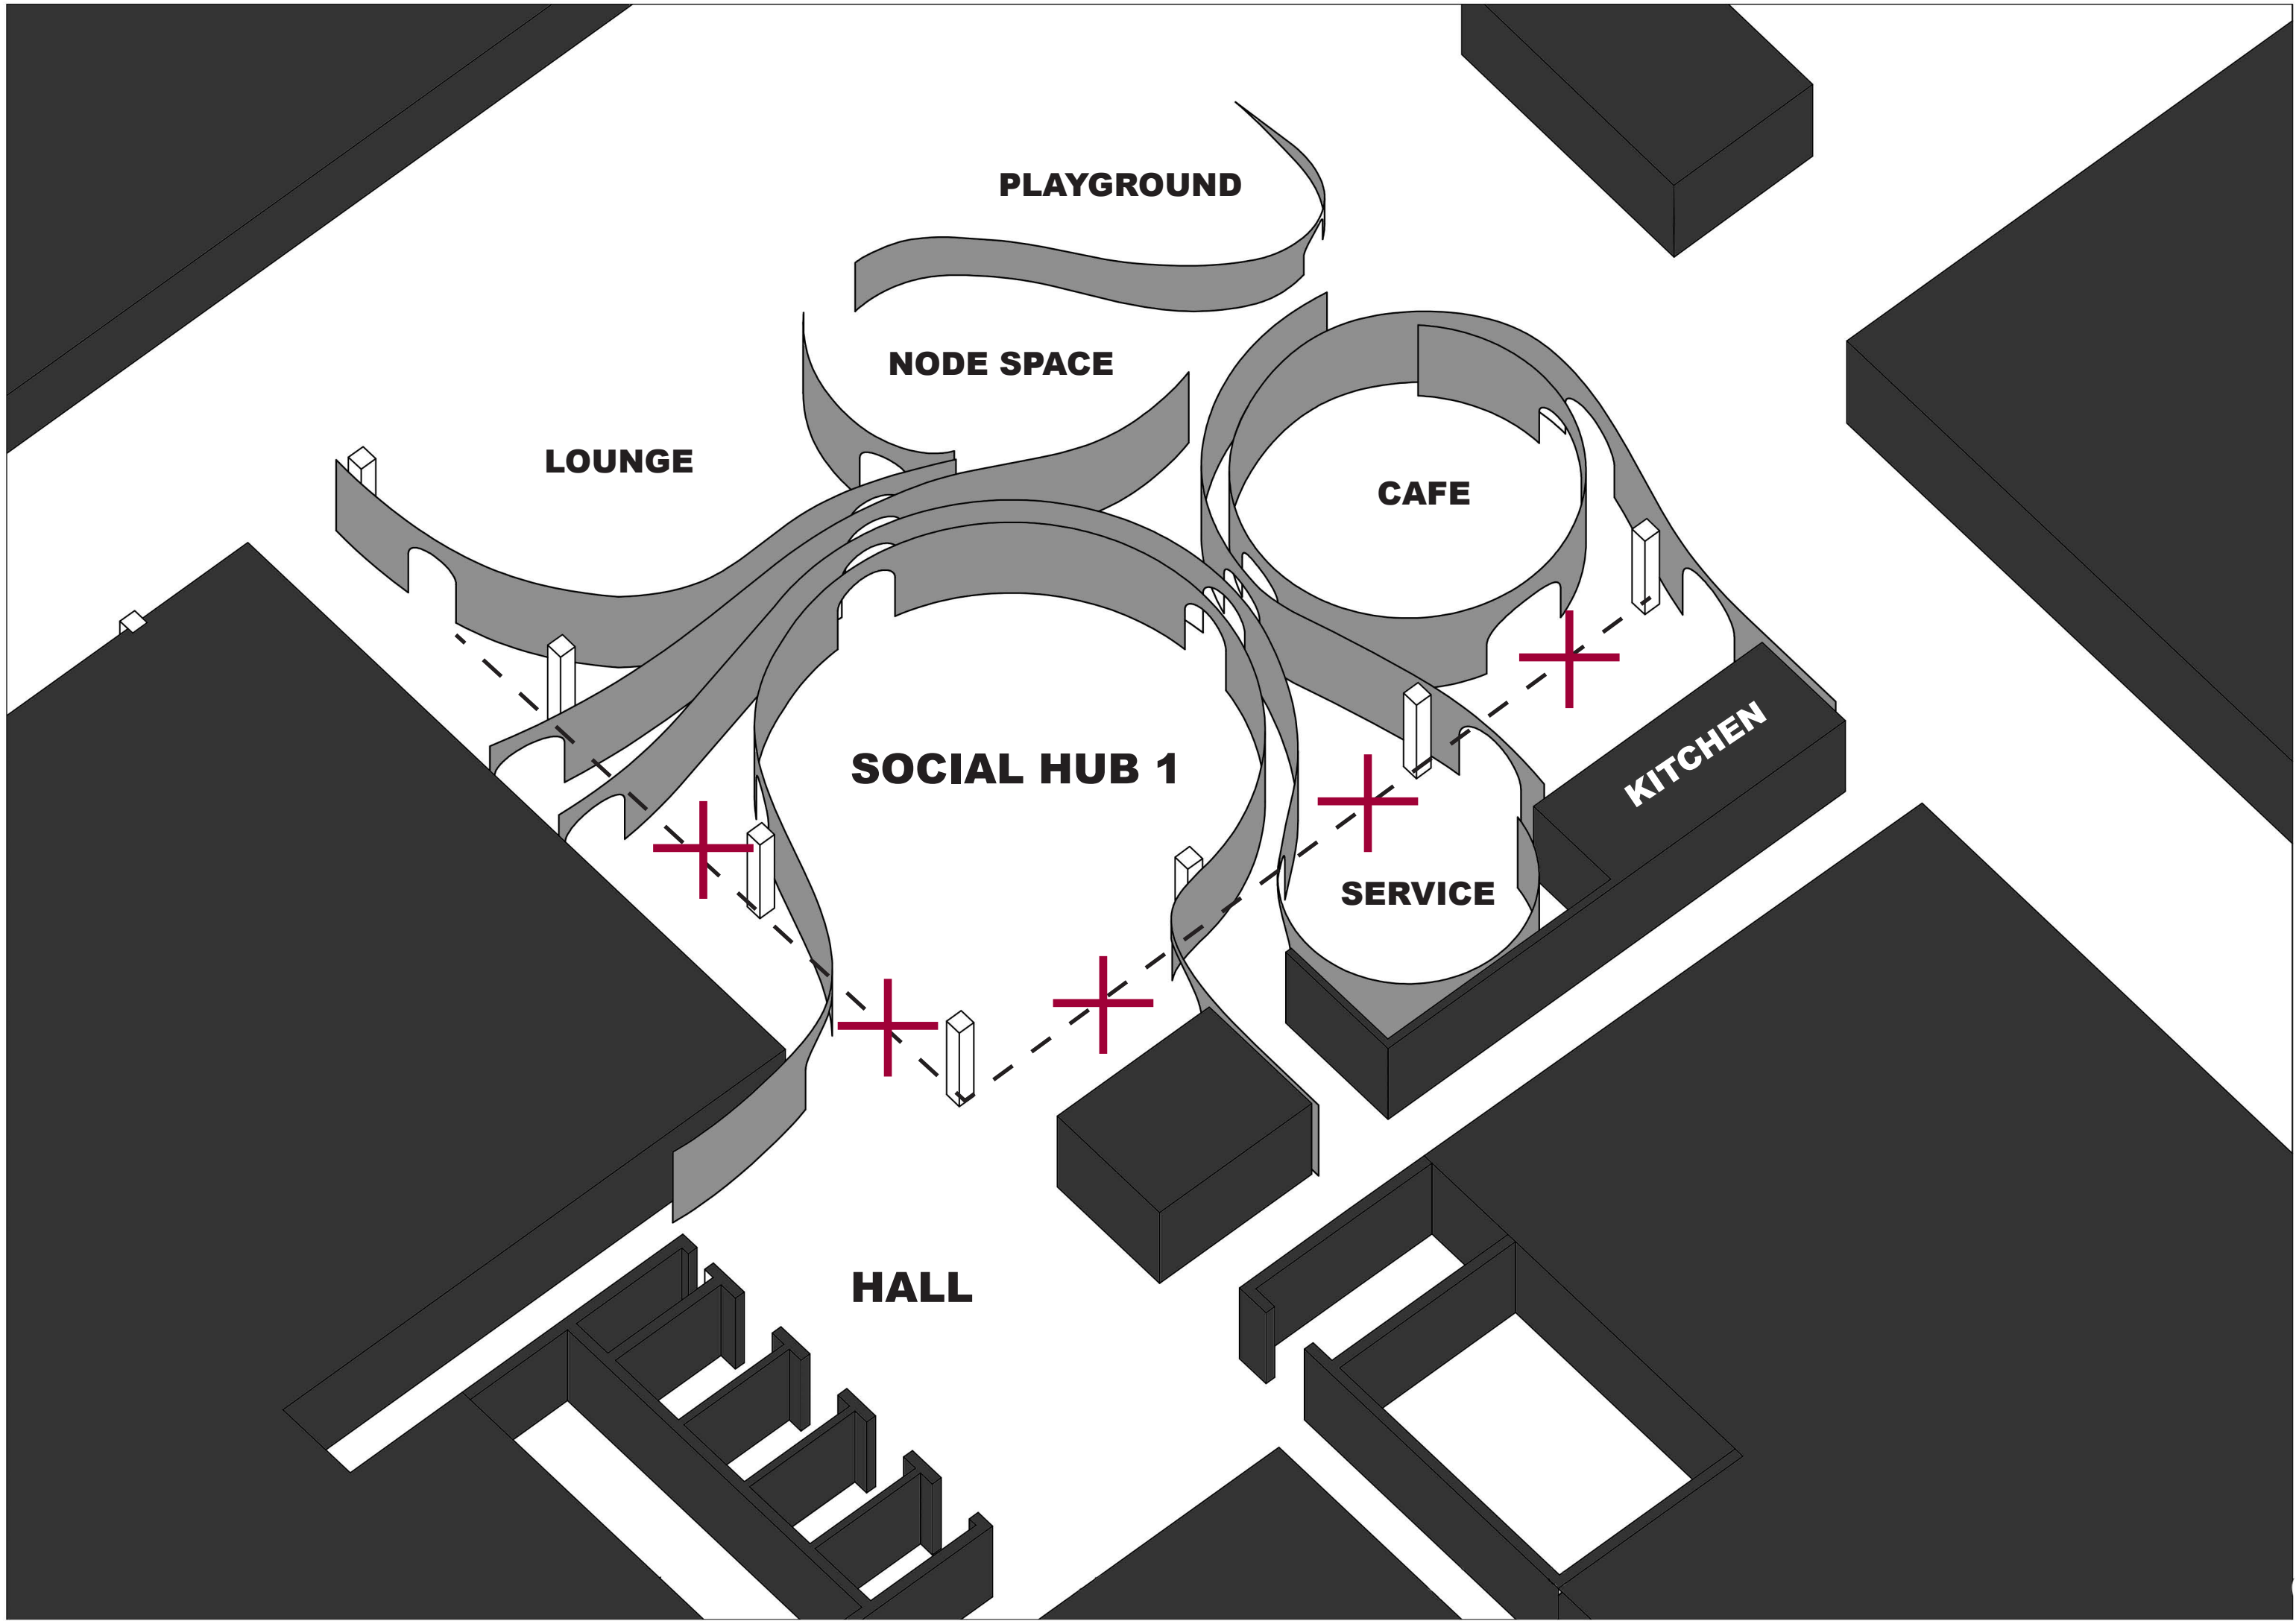 PLAYGROUND
NODE SPACE
LOUNGE
CAFE
KITCHEN
SOCIAL HUB 1
SERVICE
HALL